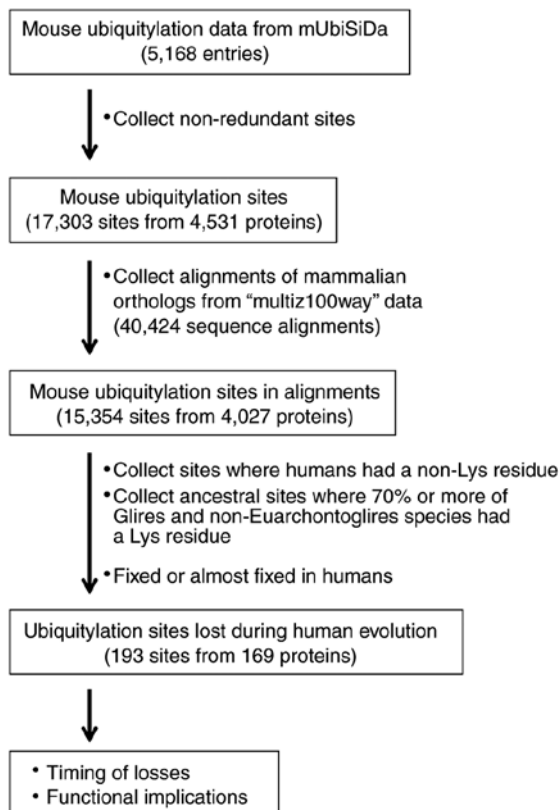 Mouse ubiquitylation data from mUbiSiDa
(5,168 entries)
•Collect non-redundant sites
Mouse ubiquitylation sites
(17,303 sites from 4,531 proteins)
•Collect alignments of mammalian
orthologs from “multiz100way” data
(40,424 sequence alignments)
Mouse ubiquitylation sites in alignments
(15,354 sites from 4,027 proteins)
•Collect sites where humans had a non-Lys residue
•Collect ancestral sites where 70% or more of
Glires and non-Euarchontoglires species had
a Lys residue
•Fixed or almost fixed in humans
Ubiquitylation sites lost during human evolution
(193 sites from 169 proteins)
• Timing of losses
• Functional implications